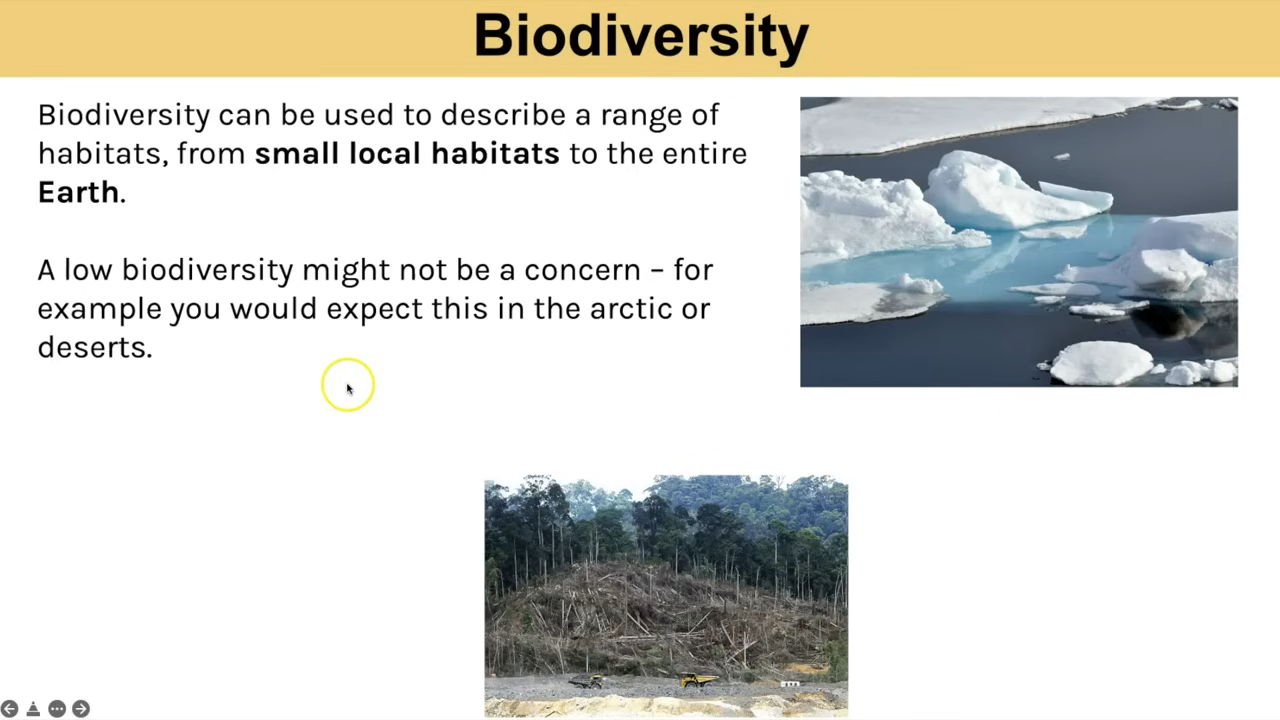 Biodiversity
Biodiversity can be used to describe a range of
habitats, from small local habitats to the entire
Earth.
A low biodiversity might not be a concern – for
example you would expect this in the arctic or
deserts.